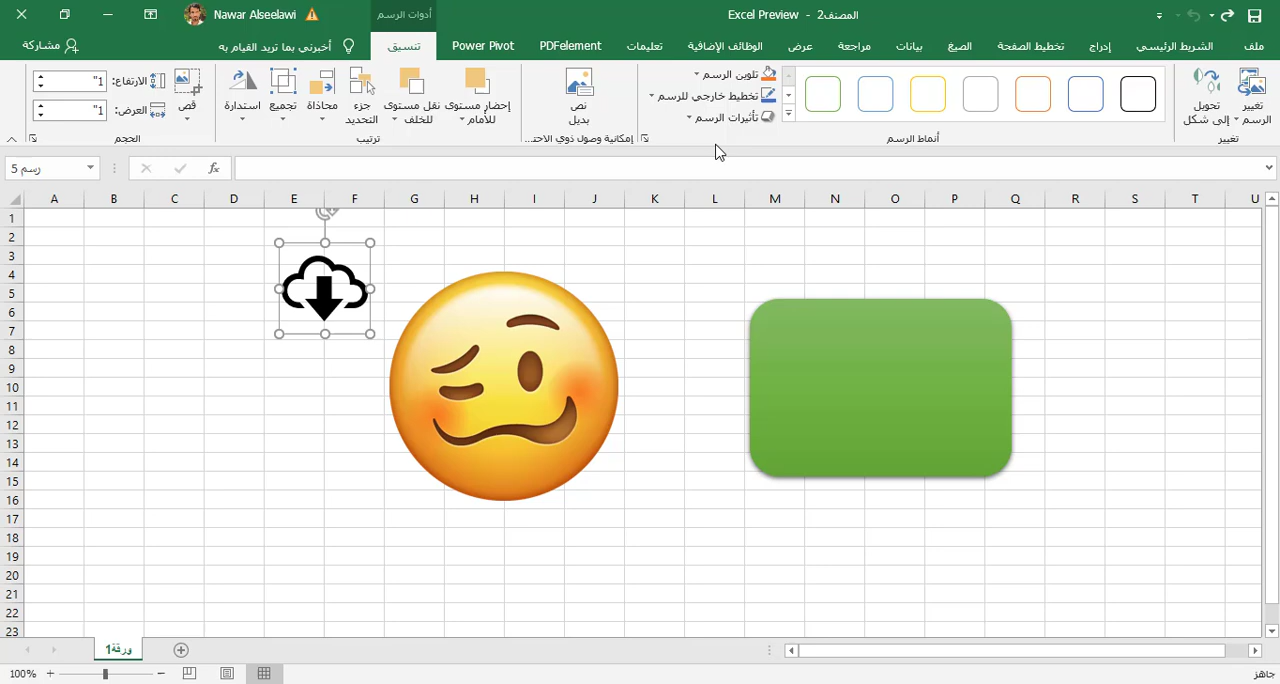 المصنف2 - Excel Preview
أدوات الرسم
Nawar Alseelawi
ملف
الشريط الرئيسي
إدراج
تخطيط الصفحة
الصيغ
بيانات
مراجعة
عرض
الوظائف الإضافية
تعليمات
PDFelement
Power Pivot
تنسيق
أخبرني بما تريد القيام به
مشاركة
تغيير الرسم
تحويل إلى شكل
تغيير
أنماط الرسم
تلوين الرسم
تخطيط خارجي للرسم
تأثيرات الرسم
نص بديل
إمكانية وصول ذوي الاحتـ...
إحضار مستوى للأمام
نقل مستوى للخلف
جزء التحديد
محاذاة
تجميع
استدارة
ترتيب
قص
الارتفاع: 1"
العرض: 1"
الحجم
رسم 5
fx
A B C D E F G H I J K L M N O P Q R S T U
1
2
3
4
5
6
7
8
9
10
11
12
13
14
15
16
17
18
19
20
21
22
23
ورقة1
جاهز
100%